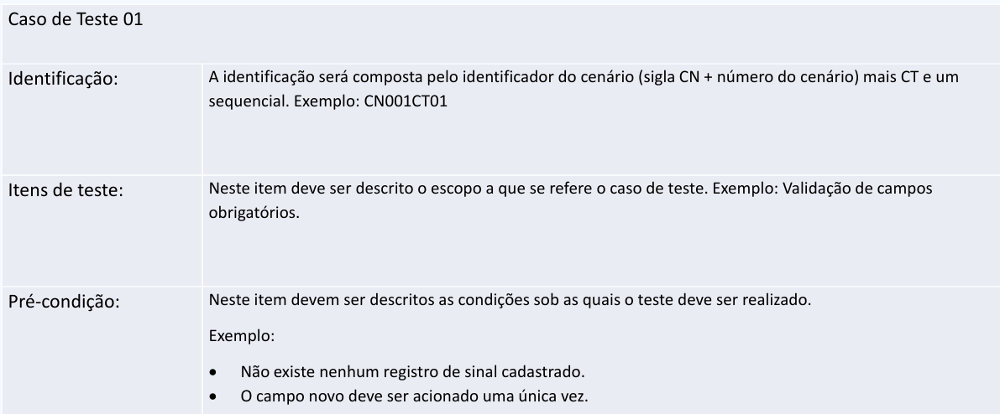 Caso de Teste 01
Identificação:
A identificação será composta pelo identificador do cenário (sigla CN + número do cenário) mais CT e um
sequencial. Exemplo: CN001CT01
Itens de teste:
Neste item deve ser descrito o escopo a que se refere o caso de teste. Exemplo: Validação de campos
obrigatórios.
Pré-condição:
Neste item devem ser descritos as condições sob as quais o teste deve ser realizado.
Exemplo:
• Não existe nenhum registro de sinal cadastrado.
• O campo novo deve ser acionado uma única vez.